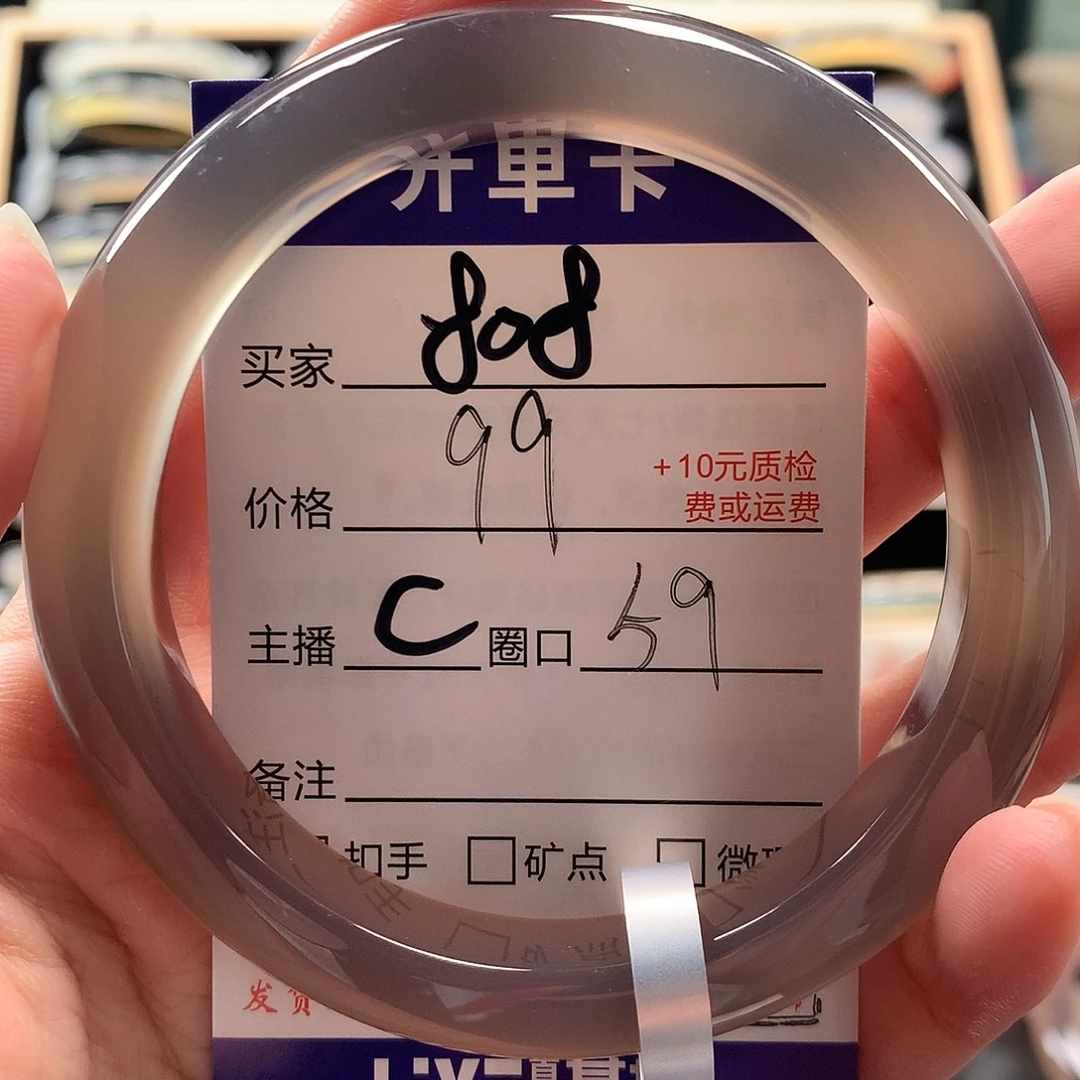 开单卡
买家 808
价格 99
+10元质检
费或运费
主播 C 圈口 59
备注
扣手 □矿点 □微
发货